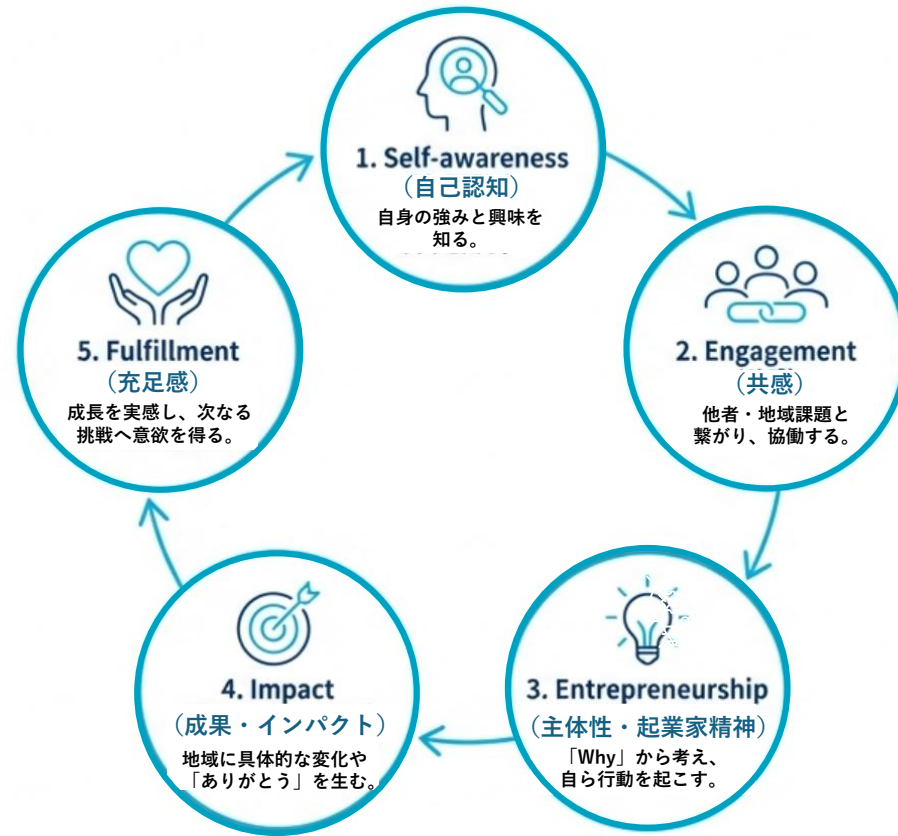 1. Self-awareness
（自己認知）
自身の強みと興味を
知る。
2. Engagement
（共感）
他者・地域課題と
繋がり、協働する。
3. Entrepreneurship
（主体性・起業家精神）
「Why」から考え、
自ら行動を起こす。
4. Impact
（成果・インパクト）
地域に具体的な変化や
「ありがとう」を生む。
5. Fulfillment
（充足感）
成長を実感し、次なる
挑戦へ意欲を得る。